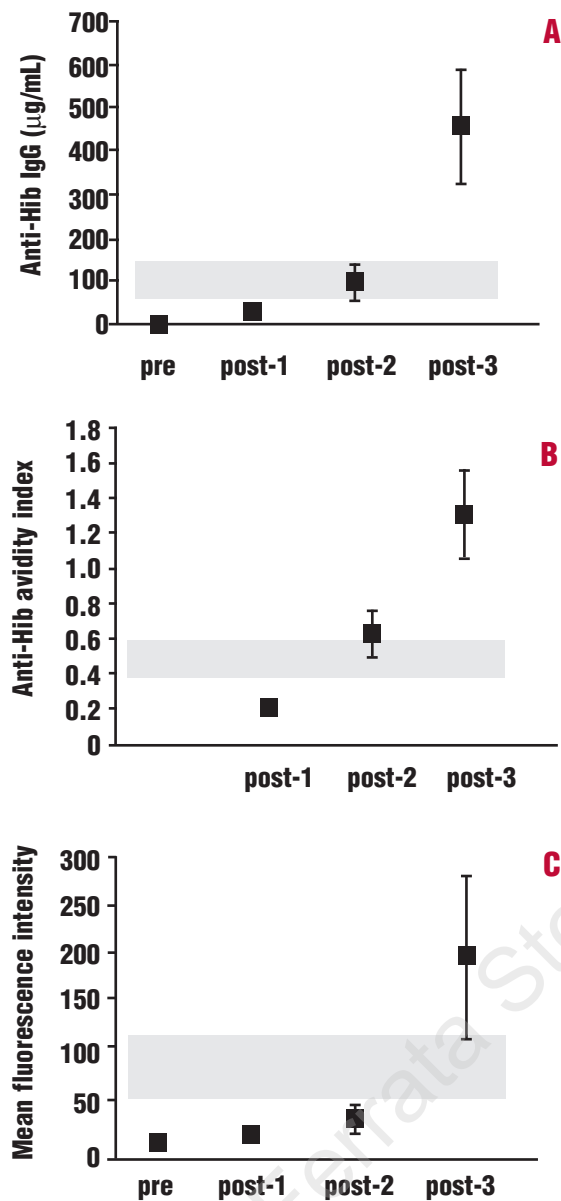 A
Anti-Hib IgG (µg/mL)
700
600
500
400
300
200
100
0
pre post-1 post-2 post-3
B
Anti-Hib avidity index
1.8
1.6
1.4
1.2
1.0
0.8
0.6
0.4
0.2
0
post-1 post-2 post-3
C
Mean fluorescence intensity
300
250
200
150
100
50
0
pre post-1 post-2 post-3